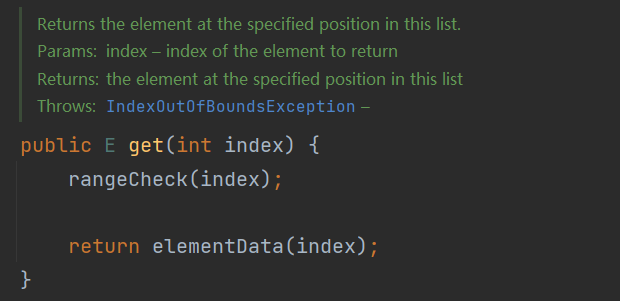 Returns the element at the specified position in this list.
Params: index – index of the element to return
Returns: the element at the specified position in this list
Throws: IndexOutOfBoundsException –
public E get(int index) {
    rangeCheck(index);
    return elementData(index);
}